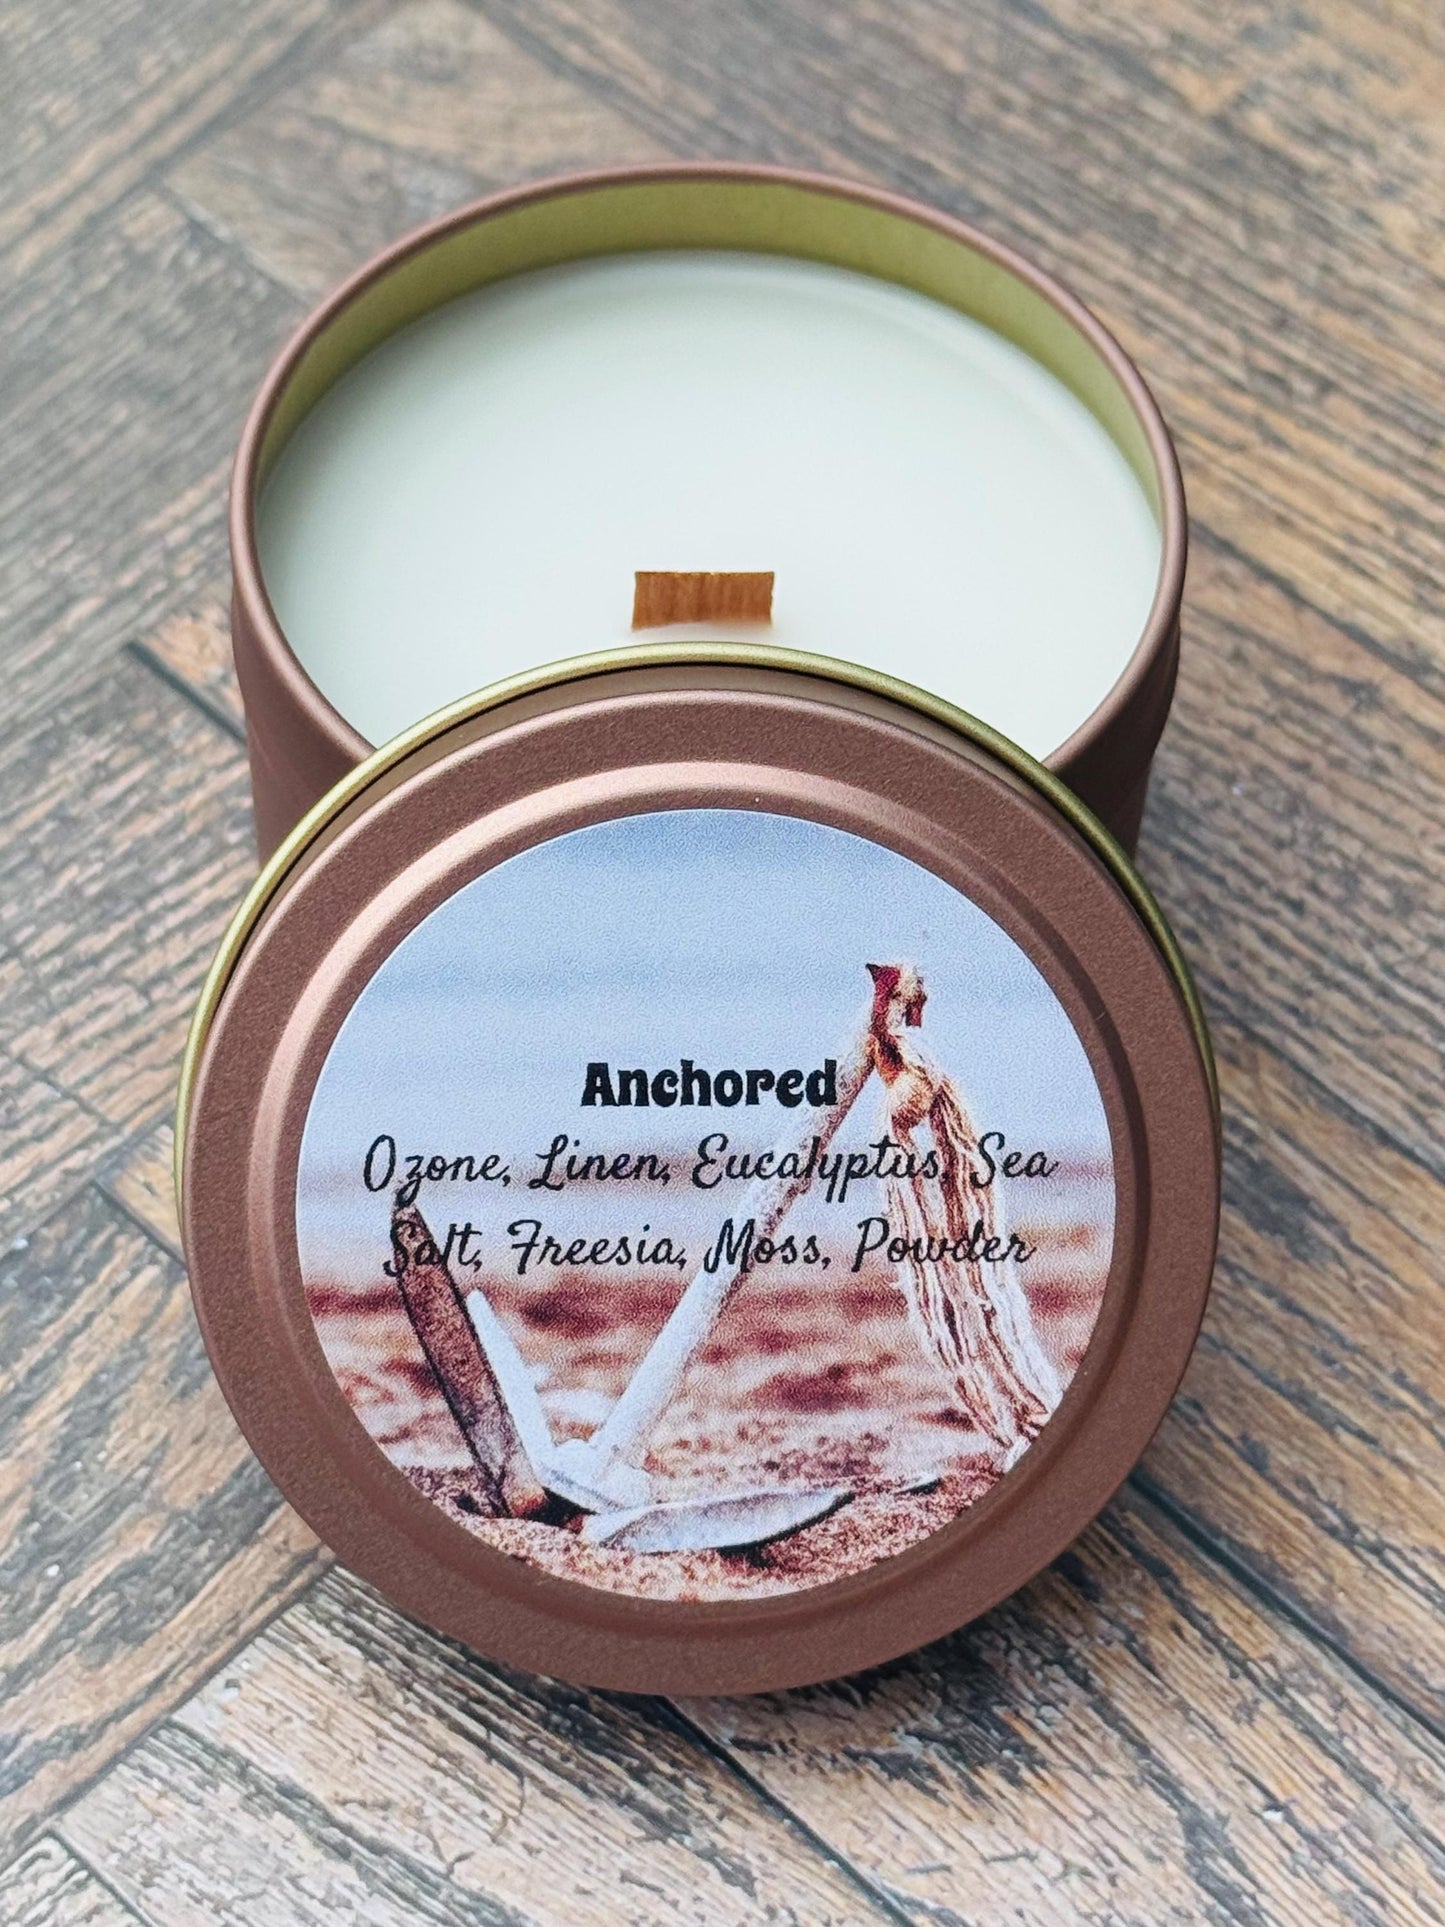 Anchored
Ozone, Linen, Eucalyptus, Sea
Salt, Freesia, Moss, Powder